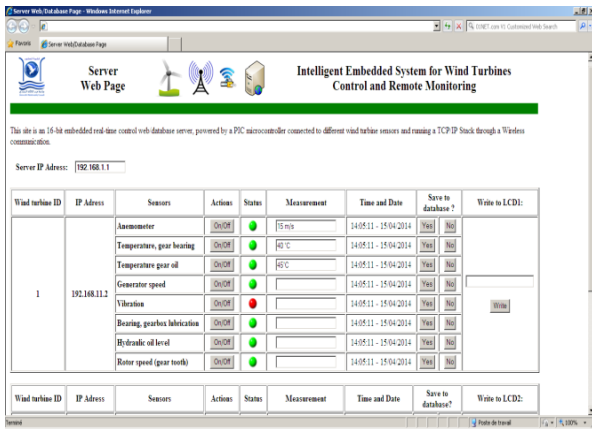 Server Web/Database Page - Windows Internet Explorer
Favoris Server Web/Database Page
Server Web Page
Intelligent Embedded System for Wind Turbines
Control and Remote Monitoring
This site is an 16-bit embedded real-time control web database server, powered by a PIC microcontroller connected to different wind turbine sensors and running a TCP/IP Stack through a Wireless
communication.
Server IP Adress: 192.168.1.1
Wind turbine ID IP Adress Sensors Actions Status Measurement Time and Date Save to database ? Write to LCD1:
1 192.168.11.2
Anemometer On/Off 15 m/s 14:05:11 - 15/04/2014 Yes No
Temperature, gear bearing On/Off 40 °C 14:05:11 - 15/04/2014 Yes No
Temperature gear oil On/Off 45°C 14:05:11 - 15/04/2014 Yes No
Generator speed On/Off 14:05:11 - 15/04/2014 Yes No
Vibration On/Off 14:05:11 - 15/04/2014 Yes No
Write
Bearing, gearbox lubrication On/Off 14:05:11 - 15/04/2014 Yes No
Hydraulic oil level On/Off 14:05:11 - 15/04/2014 Yes No
Rotor speed (gear tooth) On/Off 14:05:11 - 15/04/2014 Yes No
Wind turbine ID IP Adress Sensors Actions Status Measurement Time and Date Save to database? Write to LCD2:
Terminé Poste de travail 100%